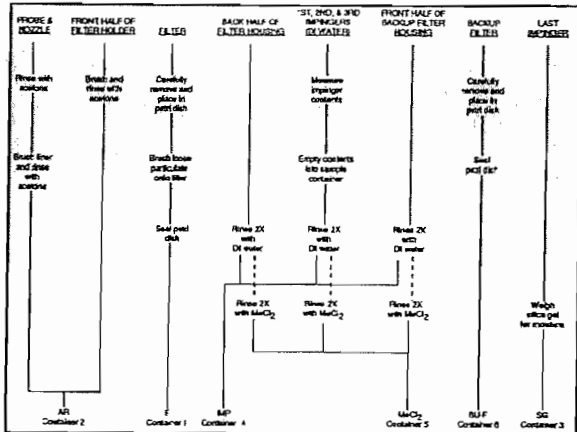 PROBE &
NOZZLE
FRONT HALF OF
FILTER HOLDER
FILTER
BACK HALF OF
FILTER HOUSING
1ST, 2ND, & 3RD
IMPINGERS
(DI WATER)
FRONT HALF OF
BACKUP FILTER
HOUSING
BACKUP
FILTER
LAST
IMPINGER
Rinse with
acetone
Brush and
rinse with
acetone
Carefully
remove and
place in
petri dish
Measure
impinger
contents
Carefully
remove and
place in
petri dish
Brush liner
and rinse
with
acetone
Brush loose
particulate
onto filter
Empty contents
into sample
container
Seal
petri
dish
Seal petri
dish
Rinse 2X
with
DI water
Rinse 2X
with
DI water
Rinse 2X
with
DI water
Rinse 2X
with MeCl2
Rinse 2X
with MeCl2
Rinse 2X
with MeCl2
Weigh
silica gel
for moisture
AR
Container 2
F
Container 1
IMP
Container 4
MeCl2
Container 5
BU-F
Container 6
SG
Container 3